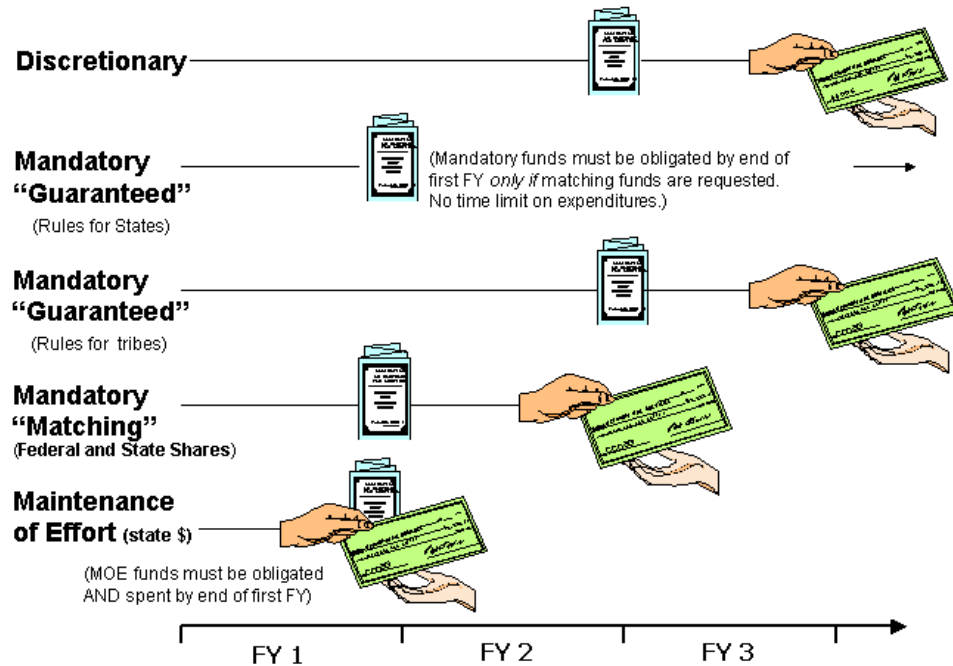 Discretionary
Mandatory
“Guaranteed”
(Rules for States)
(Mandatory funds must be obligated by end of
first FY only if matching funds are requested.
No time limit on expenditures.)
Mandatory
“Guaranteed”
(Rules for tribes)
Mandatory
“Matching”
(Federal and State Shares)
Maintenance
of Effort (state $)
(MOE funds must be obligated
AND spent by end of first FY)
FY 1
FY 2
FY 3